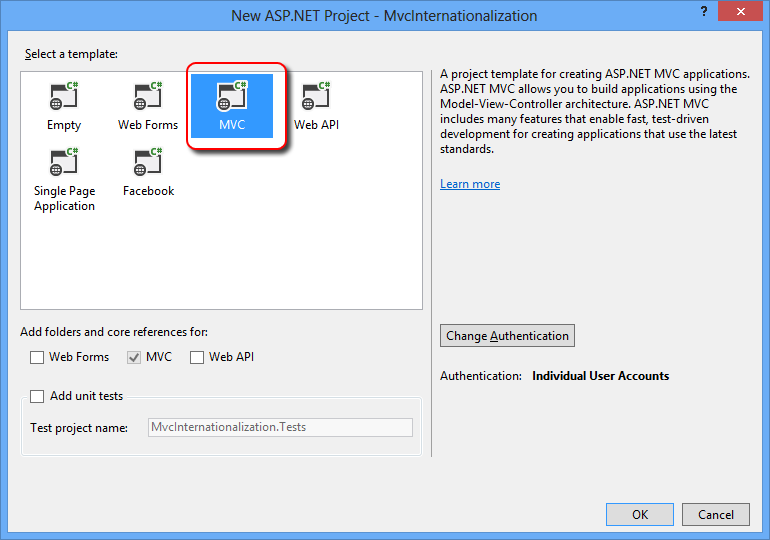 New ASP.NET Project - MvcInternationalization
? ×
Select a template:
C# C# C# C#
Empty Web Forms MVC Web API
C# C#
Single Page Facebook
Application
A project template for creating ASP.NET MVC applications.
ASP.NET MVC allows you to build applications using the
Model-View-Controller architecture. ASP.NET MVC
includes many features that enable fast, test-driven
development for creating applications that use the latest
standards.
Learn more
Add folders and core references for:
Web Forms MVC Web API
Add unit tests
Test project name: MvcInternationalization.Tests
Change Authentication
Authentication: Individual User Accounts
OK Cancel